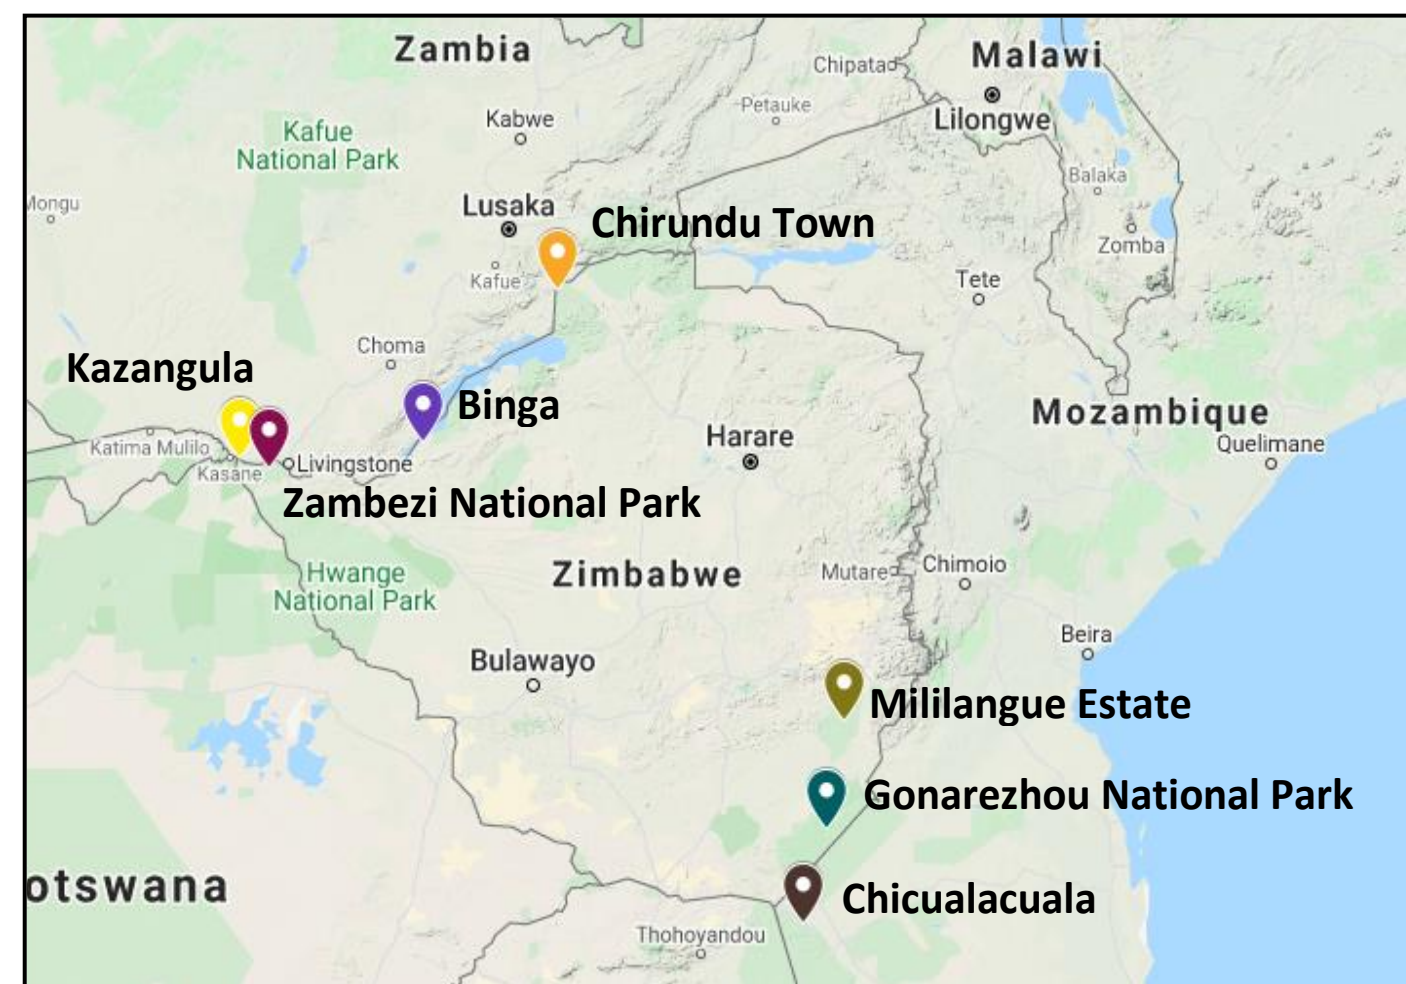 Zambia
Malawi
Chipata
Petauke
Lilongwe
Kabwe
Kafue
National Park
Balaka
Mongu
Lusaka
Chirundu Town
Zomba
Kafue
Tete
Choma
Kazangula
Binga
Mozambique
Harare
Quelimane
Katima Mulilo
Livingstone
Kasane
Zambezi National Park
Hwange
National Park
Zimbabwe
Mutare
Chimoio
Beira
Bulawayo
Mililangue Estate
Gonarezhou National Park
otswana
Chicualacuala
Thohoyandou